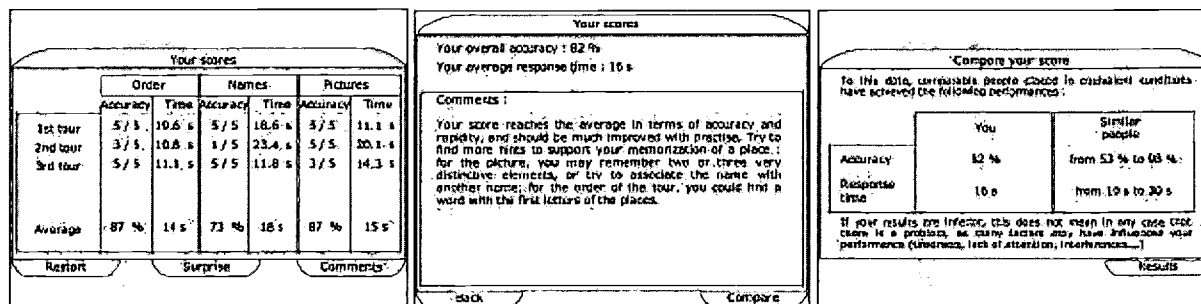 Your scores
Order Names Pictures
Accuracy Time Accuracy Time Accuracy Time
1st tour 5/5 19.6 s 5/5 18.6 s 5/5 11.1 s
2nd tour 3/5 10.8 s 1/5 23.4 s 5/5 20.1 s
3rd tour 5/5 11.1 s 5/5 11.8 s 3/5 14.3 s
Average 87 % 14 s 73 % 18 s 87 % 15 s
Restart Surprise Comments
Your scores
Your overall accuracy : 82 %
Your average response time : 16 s
Comments :
Your score reaches the average in terms of accuracy and
rapidity, and should be much improved with practise. Try to
find more hints to support your memorization of a place :
for the picture, you may remember two or three very
distinctive elements, or try to associate the name with
another name; for the order of the tour, you could find a
word with the first letters of the places.
Back Compare
Compare your score
To this date, comparable people placed in equivalent conditions
have achieved the following performances :
You Similar
people
Accuracy 82 % from 53 % to %
Response
time 16 s from 10 s to 30 s
If your results are inferior, this does not mean in any case that
there is a problem, as many factors may have influenced your
performance (tiredness, lack of attention, interferences...)
Results